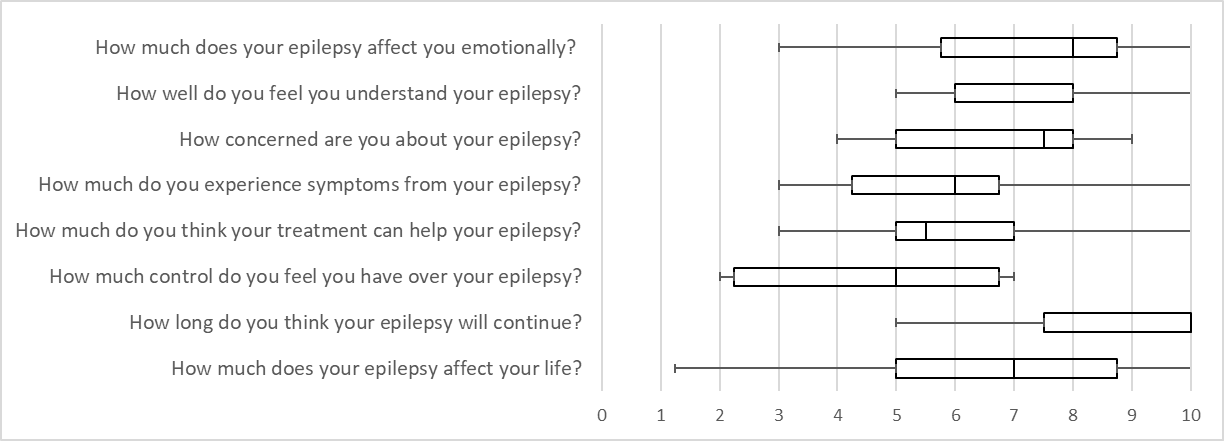 How much does your epilepsy affect you emotionally?
How well do you feel you understand your epilepsy?
How concerned are you about your epilepsy?
How much do you experience symptoms from your epilepsy?
How much do you think your treatment can help your epilepsy?
How much control do you feel you have over your epilepsy?
How long do you think your epilepsy will continue?
How much does your epilepsy affect your life?
0 1 2 3 4 5 6 7 8 9 10